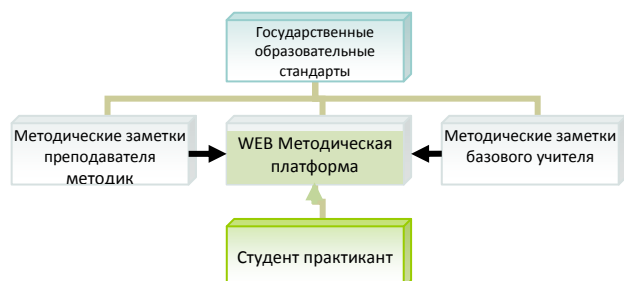 Государственные
образовательные
стандарты
Методические заметки
преподавателя
методик
WEB Методическая
платформа
Методические заметки
базового учителя
Студент практикант